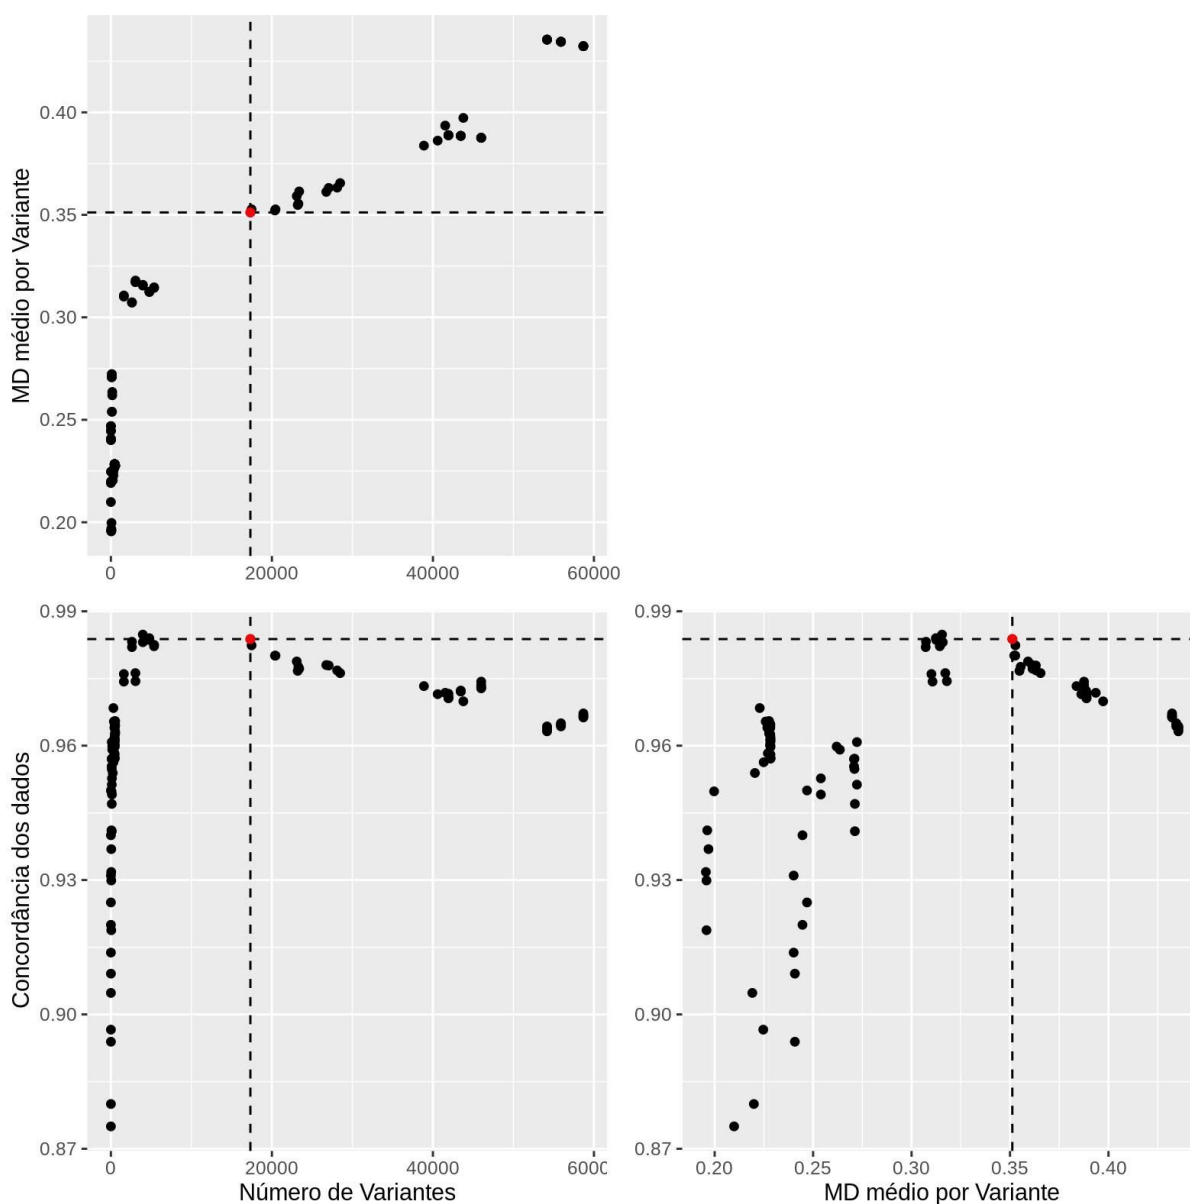 MD médio por Variante
0.40
0.35
0.30
0.25
0.20
0 20000 40000 60000
Concordância dos dados
0.99
0.96
0.93
0.90
0.87
0 20000 40000 6000
Número de Variantes
0.99
0.96
0.93
0.90
0.87
0.20 0.25 0.30 0.35 0.40
MD médio por Variante